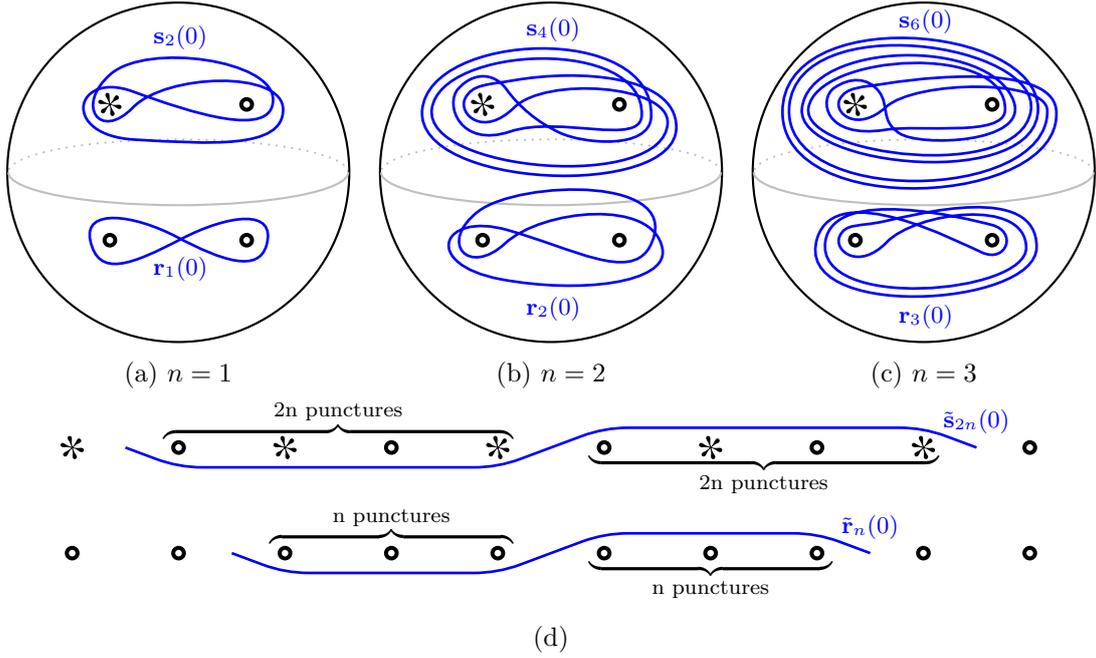 s₂(0)
s₄(0)
s₆(0)
r₁(0)
r₂(0)
r₃(0)
(a) n = 1
(b) n = 2
(c) n = 3
2n punctures
s̃₂ₙ(0)
2n punctures
n punctures
r̃ₙ(0)
n punctures
(d)